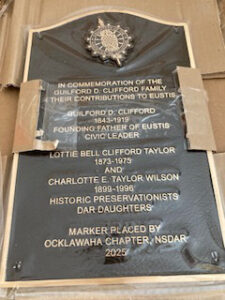 IN COMMEMORATION OF THE
GUILFORD D. CLIFFORD FAMILY
& THEIR CONTRIBUTIONS TO EUSTIS
GUILFORD D. CLIFFORD
1843-1919
FOUNDING FATHER OF EUSTIS
CIVIC LEADER
LOTTIE BELL CLIFFORD TAYLOR
1873-1975
AND
CHARLOTTE E. TAYLOR WILSON
1899-1996
HISTORIC PRESERVATIONISTS
DAR DAUGHTERS
MARKER PLACED BY
OCKLAWAHA CHAPTER, NSDAR
2025